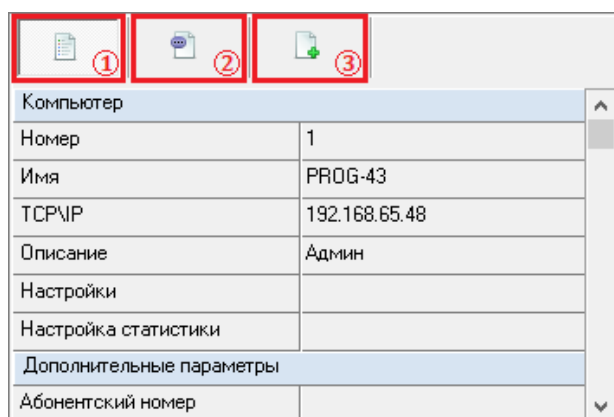 ① ② ③
Компьютер
Номер 1
Имя PROG-43
TCP\IP 192.168.65.48
Описание Админ
Настройки
Настройка статистики
Дополнительные параметры
Абонентский номер